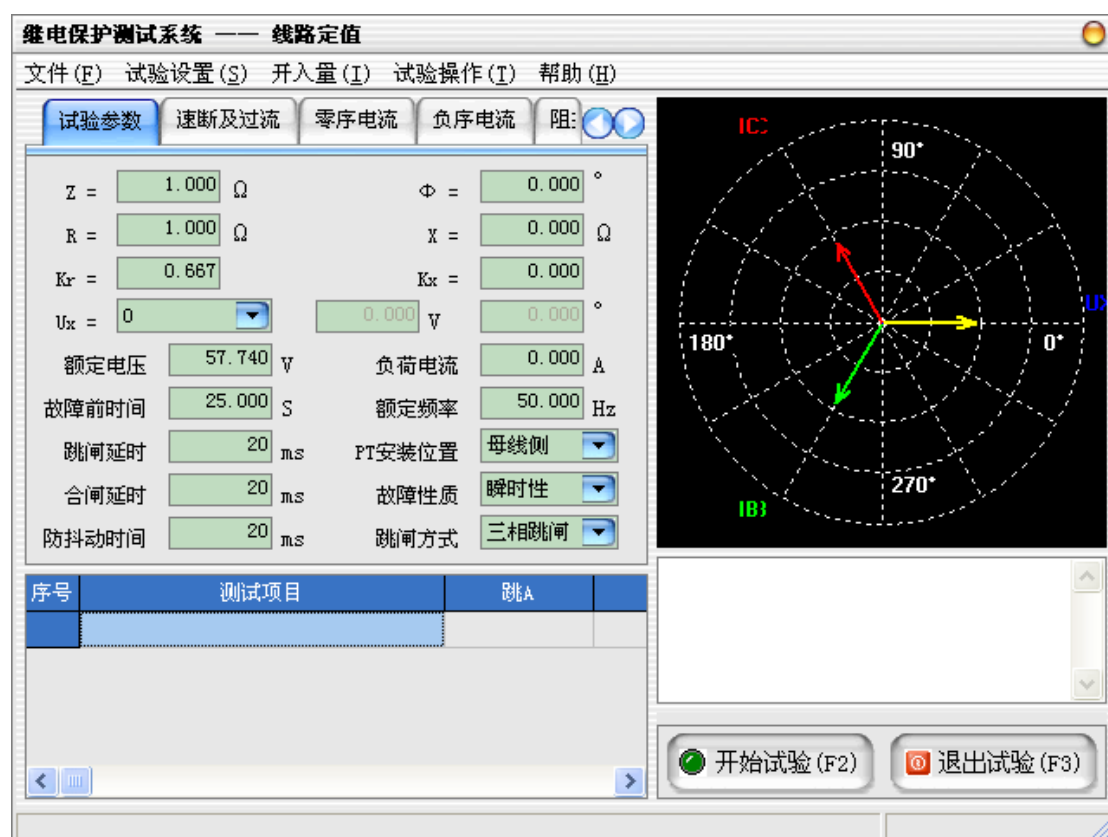 继电保护测试系统 —— 线路定值
文件(F) 试验设置(S) 开入量(I) 试验操作(T) 帮助(H)
试验参数 速断及过流 零序电流 负序电流 阻
Z = 1.000 Ω Φ = 0.000 °
R = 1.000 Ω X = 0.000 Ω
Kr = 0.667 Kx = 0.000
Ux = 0 0.000 V 0.000 °
额定电压 57.740 V 负荷电流 0.000 A
故障前时间 25.000 S 额定频率 50.000 Hz
跳闸延时 20 ms PT安装位置 母线侧
合闸延时 20 ms 故障性质 瞬时性
防抖动时间 20 ms 跳闸方式 三相跳闸
序号 测试项目 跳A
90°
180°
0°
270°
开始试验(F2) 退出试验(F3)